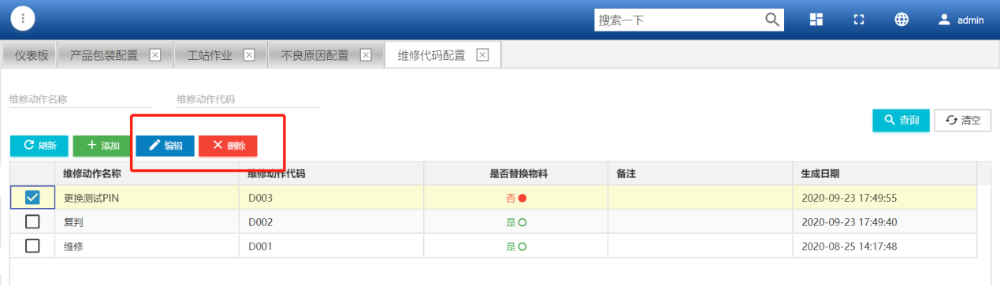 搜索一下 admin
仪表板 产品包装配置 工站作业 不良原因配置 维修代码配置
维修动作名称 维修动作代码
查询 清空
刷新 添加 编辑 删除
维修动作名称 维修动作代码 是否替换物料 备注 生成日期
更换测试PIN D003 否 2020-09-23 17:49:55
复判 D002 是 2020-09-23 17:49:40
维修 D001 是 2020-08-25 14:17:48